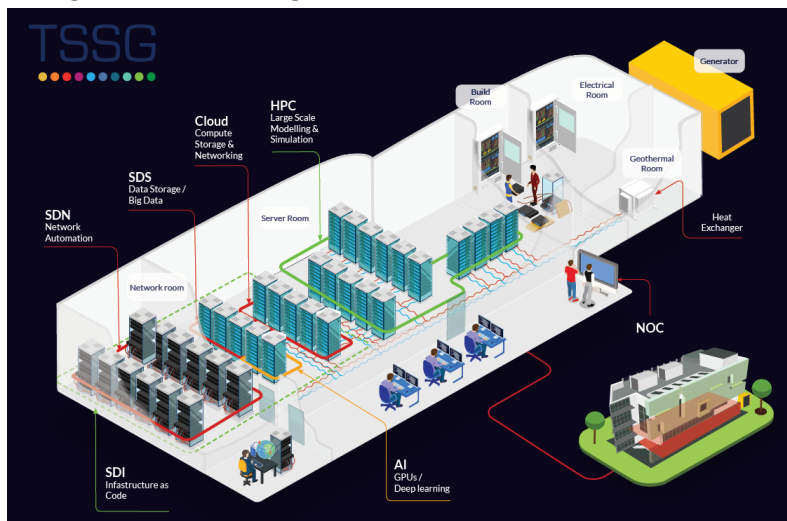 TSSG
Generator
Electrical
Room
Build
Room
HPC
Large Scale
Modelling &
Simulation
Cloud
Compute
Storage &
Networking
Geothermal
Room
SDS
Data Storage /
Big Data
SDN
Network
Automation
Server Room
Heat
Exchanger
Network room
NOC
SDI
Infastructure as
Code
AI
GPUs /
Deep learning